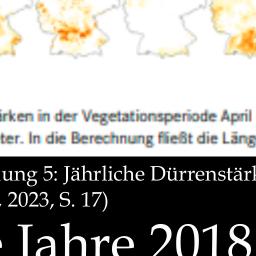 ärken in der Vegetationsperiode April
ter. In die Berechnung fließt die Läng
ung 5: Jährliche Dürrenstärk
2023, S. 17)
Jahre 2018